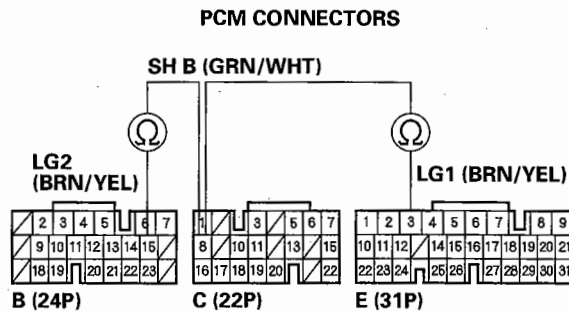 PCM CONNECTORS
SH B (GRN/WHT)
Ω Ω
LG2
(BRN/YEL)
LG1 (BRN/YEL)
2 3 4 5 6 7
9 10 11 12 13 14 15
18 19 20 21 22 23
B (24P)
1 3 5 6
8 10 11 13 15
16 17 18 19 20 22
C (22P)
1 2 3 4 5 6 7 8 9
10 11 12 14 15 16 17 18 19 20 21
22 23 24 25 26 27 28 29 30 31
E (31P)